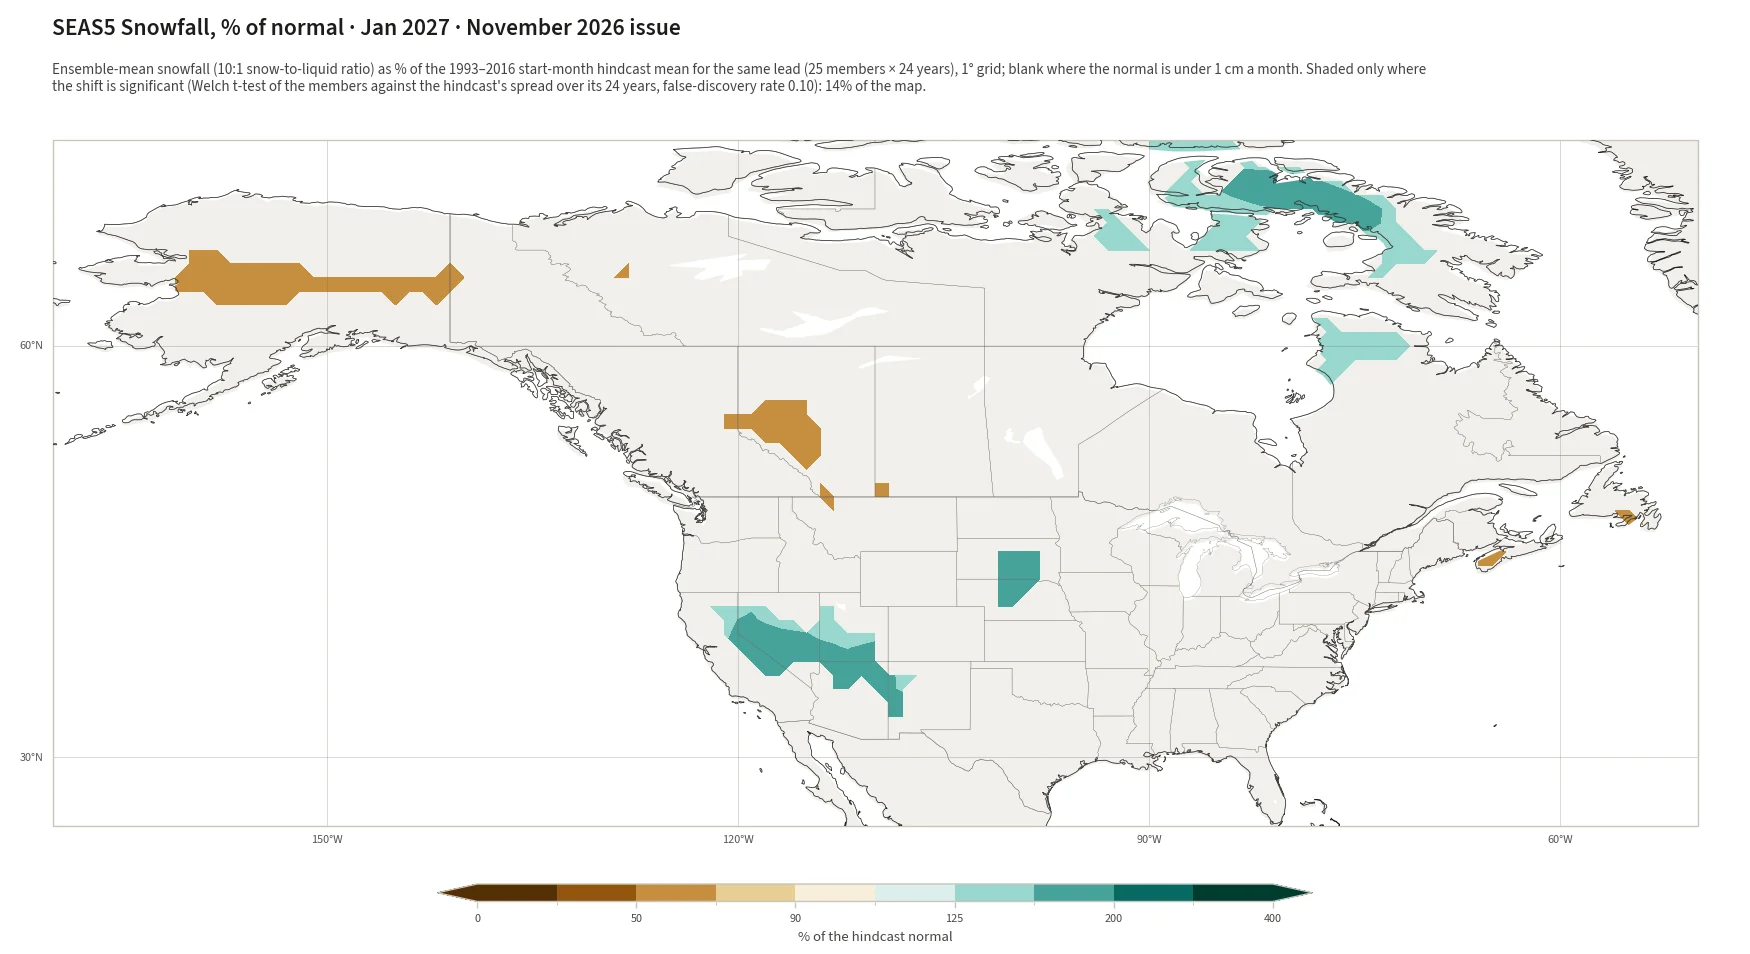 SEAS5 Snowfall, % of normal · Jan 2027 · November 2026 issue
Ensemble-mean snowfall (10:1 snow-to-liquid ratio) as % of the 1993–2016 start-month hindcast mean for the same lead (25 members × 24 years), 1° grid; blank where the normal is under 1 cm a month. Shaded only where
the shift is significant (Welch t-test of the members against the hindcast's spread over its 24 years, false-discovery rate 0.10): 14% of the map.
60°N
30°N
150°W 120°W 90°W 60°W
0 50 90 125 200 400
% of the hindcast normal